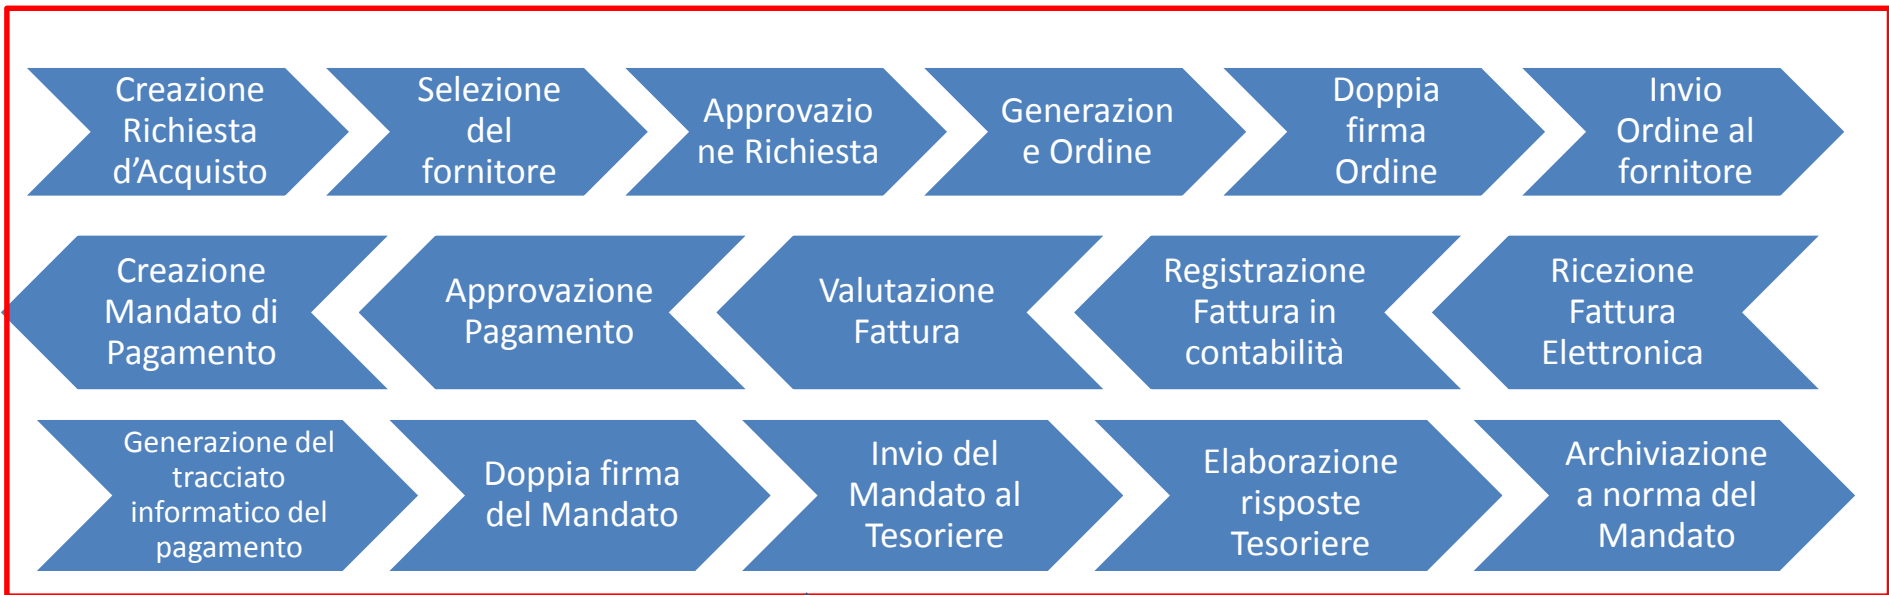 Creazione
Richiesta
d’Acquisto
Selezione
del
fornitore
Approvazio
ne Richiesta
Generazion
e Ordine
Doppia
firma
Ordine
Invio
Ordine al
fornitore
Creazione
Mandato di
Pagamento
Approvazione
Pagamento
Valutazione
Fattura
Registrazione
Fattura in
contabilità
Ricezione
Fattura
Elettronica
Generazione del
tracciato
informatico del
pagamento
Doppia firma
del Mandato
Invio del
Mandato al
Tesoriere
Elaborazione
risposte
Tesoriere
Archiviazione
a norma del
Mandato